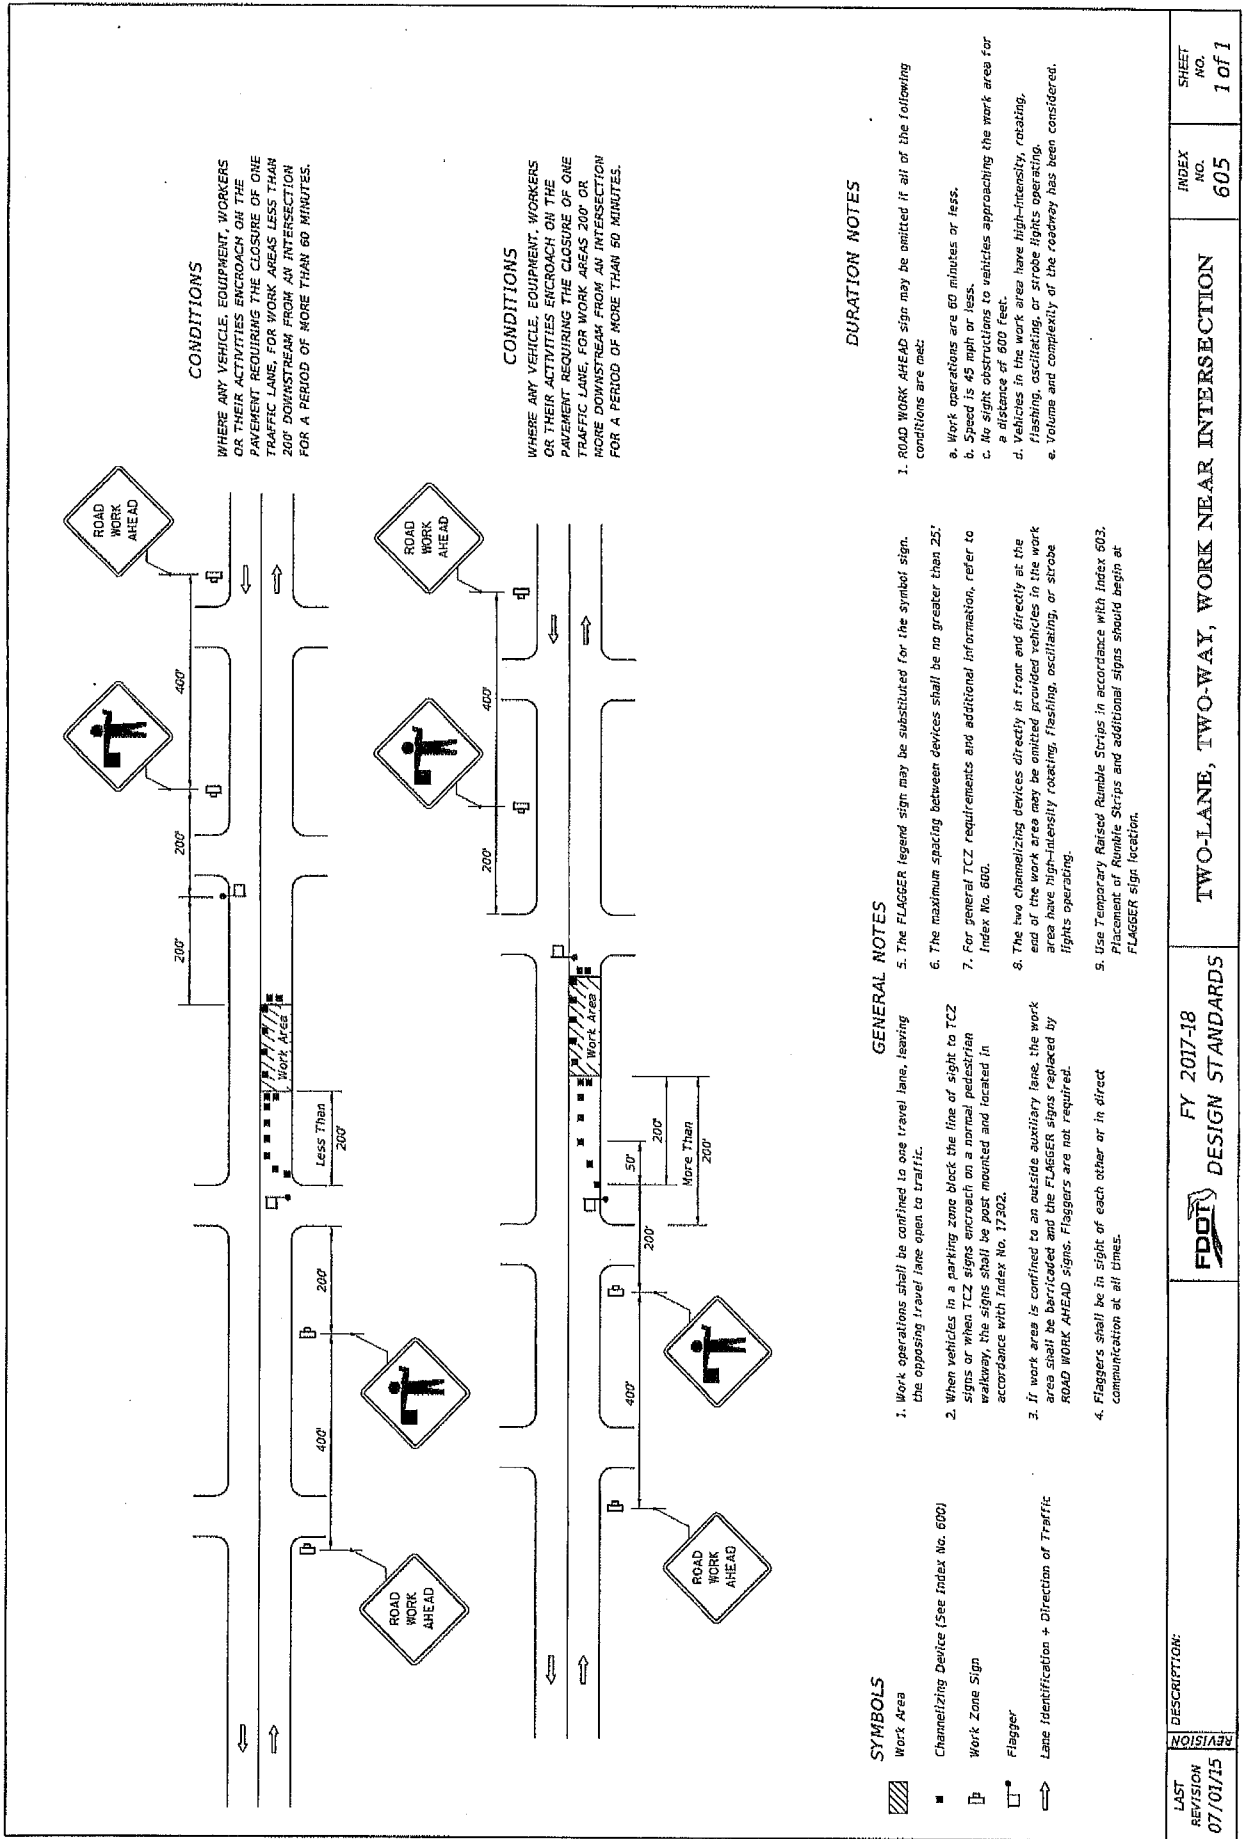 ROAD
WORK
AHEAD
400'
200'
200'
Work Area
Less Than
200'
200'
400'
ROAD
WORK
AHEAD
CONDITIONS
WHERE ANY VEHICLE, EQUIPMENT, WORKERS
OR THEIR ACTIVITIES ENCROACH ON THE
PAVEMENT REQUIRING THE CLOSURE OF ONE
TRAFFIC LANE, FOR WORK AREAS LESS THAN
200' DOWNSTREAM FROM AN INTERSECTION
FOR A PERIOD OF MORE THAN 60 MINUTES.
ROAD
WORK
AHEAD
400'
200'
Work Area
50'
200'
More Than
200'
200'
400'
ROAD
WORK
AHEAD
CONDITIONS
WHERE ANY VEHICLE, EQUIPMENT, WORKERS
OR THEIR ACTIVITIES ENCROACH ON THE
PAVEMENT REQUIRING THE CLOSURE OF ONE
TRAFFIC LANE, FOR WORK AREAS 200' OR
MORE DOWNSTREAM FROM AN INTERSECTION
FOR A PERIOD OF MORE THAN 60 MINUTES.
SYMBOLS
Work Area
Channelizing Device (See Index No. 600)
Work Zone Sign
Flagger
Lane Identification + Direction of Traffic
GENERAL NOTES
1. Work operations shall be confined to one travel lane, leaving
the opposing travel lane open to traffic.
2. When vehicles in a parking zone block the line of sight to TCZ
signs or when TCZ signs encroach on a normal pedestrian
walkway, the signs shall be post mounted and located in
accordance with Index No. 17302.
3. If work area is confined to an outside auxiliary lane, the work
area shall be barricaded and the FLAGGER signs replaced by
ROAD WORK AHEAD signs. Flaggers are not required.
4. Flaggers shall be in sight of each other or in direct
communication at all times.
5. The FLAGGER legend sign may be substituted for the symbol sign.
6. The maximum spacing between devices shall be no greater than 25'.
7. For general TCZ requirements and additional information, refer to
Index No. 600.
8. The two channelizing devices directly in front and directly at the
end of the work area may be omitted provided vehicles in the work
area have high-intensity rotating, flashing, oscillating, or strobe
lights operating.
9. Use Temporary Raised Rumble Strips in accordance with Index 603.
Placement of Rumble Strips and additional signs should begin at
FLAGGER sign location.
DURATION NOTES
1. ROAD WORK AHEAD sign may be omitted if all of the following
conditions are met:
a. Work operations are 60 minutes or less.
b. Speed is 45 mph or less.
c. No sight obstructions to vehicles approaching the work area for
a distance of 600 feet.
d. Vehicles in the work area have high-intensity, rotating,
flashing, oscillating, or strobe lights operating.
e. Volume and complexity of the roadway has been considered.
LAST
REVISION
07/01/15
REVISION
DESCRIPTION:
FDOT
FY 2017-18
DESIGN STANDARDS
TWO-LANE, TWO-WAY, WORK NEAR INTERSECTION
INDEX
NO.
605
SHEET
NO.
1 of 1